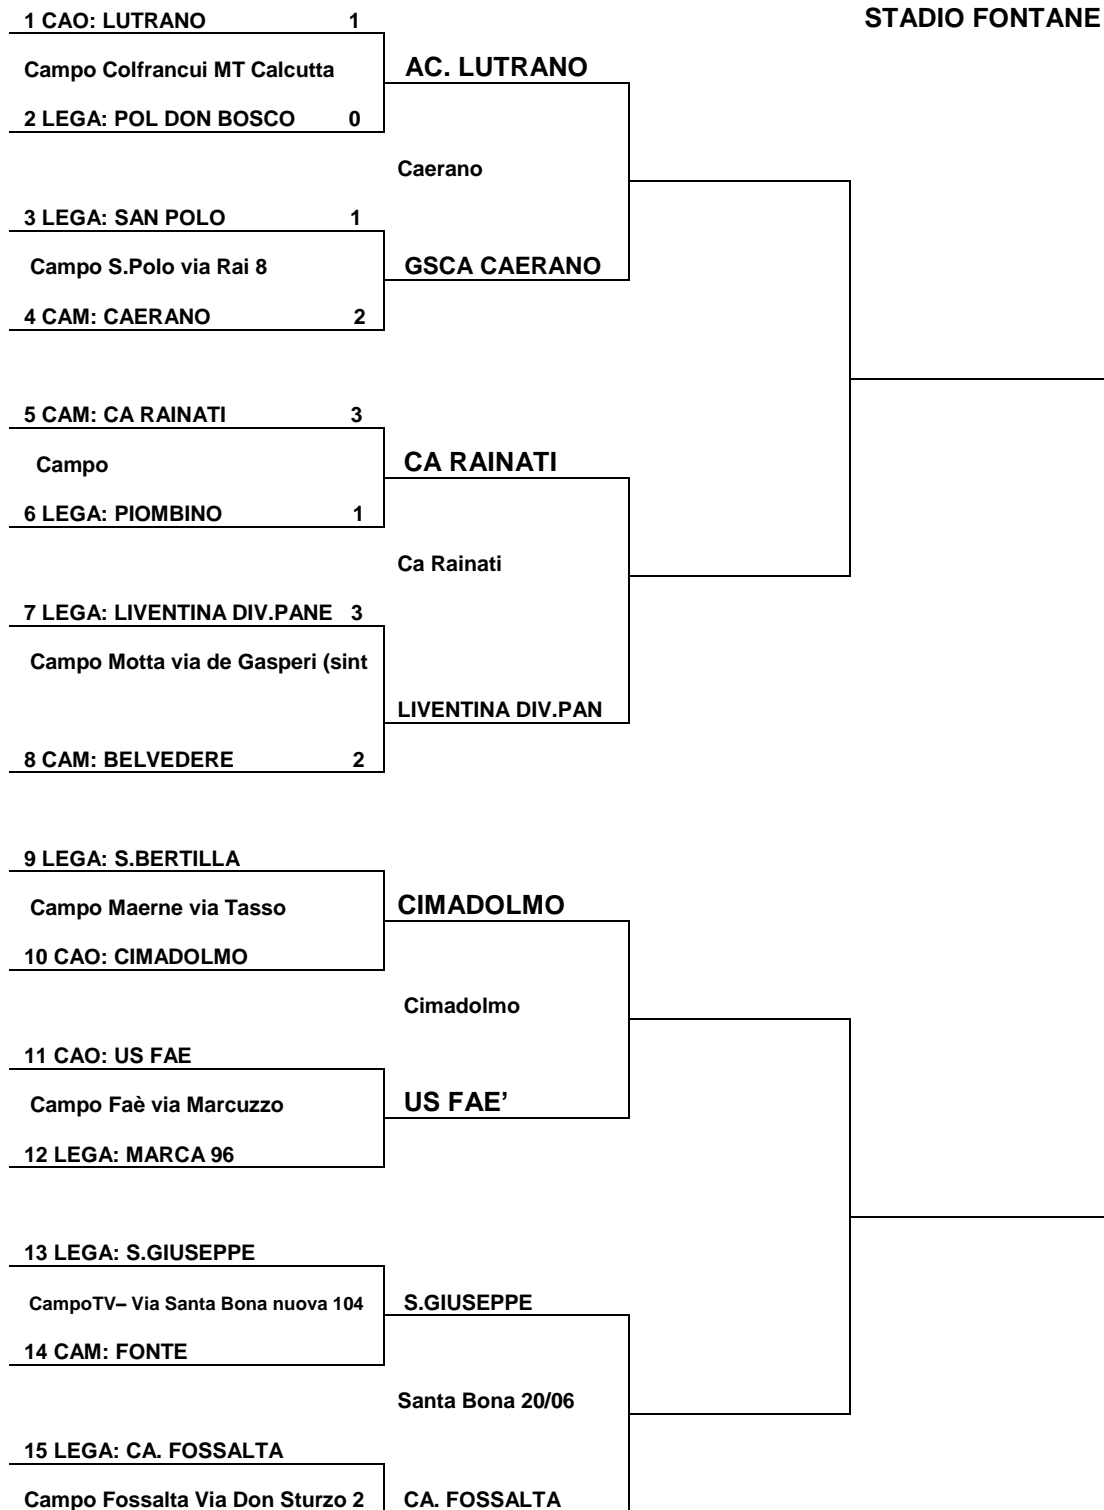 STADIO FONTANE
1 CAO: LUTRANO 1
Campo Colfrancui MT Calcutta
AC. LUTRANO
2 LEGA: POL DON BOSCO 0
Caerano
3 LEGA: SAN POLO 1
Campo S.Polo via Rai 8
GSCA CAERANO
4 CAM: CAERANO 2
5 CAM: CA RAINATI 3
Campo
CA RAINATI
6 LEGA: PIOMBINO 1
Ca Rainati
7 LEGA: LIVENTINA DIV.PANE 3
Campo Motta via de Gasperi (sint
LIVENTINA DIV.PAN
8 CAM: BELVEDERE 2
9 LEGA: S.BERTILLA
Campo Maerne via Tasso
CIMADOLMO
10 CAO: CIMADOLMO
Cimadolmo
11 CAO: US FAE
Campo Faè via Marcuzzo
US FAE’
12 LEGA: MARCA 96
13 LEGA: S.GIUSEPPE
CampoTV– Via Santa Bona nuova 104
S.GIUSEPPE
14 CAM: FONTE
Santa Bona 20/06
15 LEGA: CA. FOSSALTA
Campo Fossalta Via Don Sturzo 2
CA. FOSSALTA